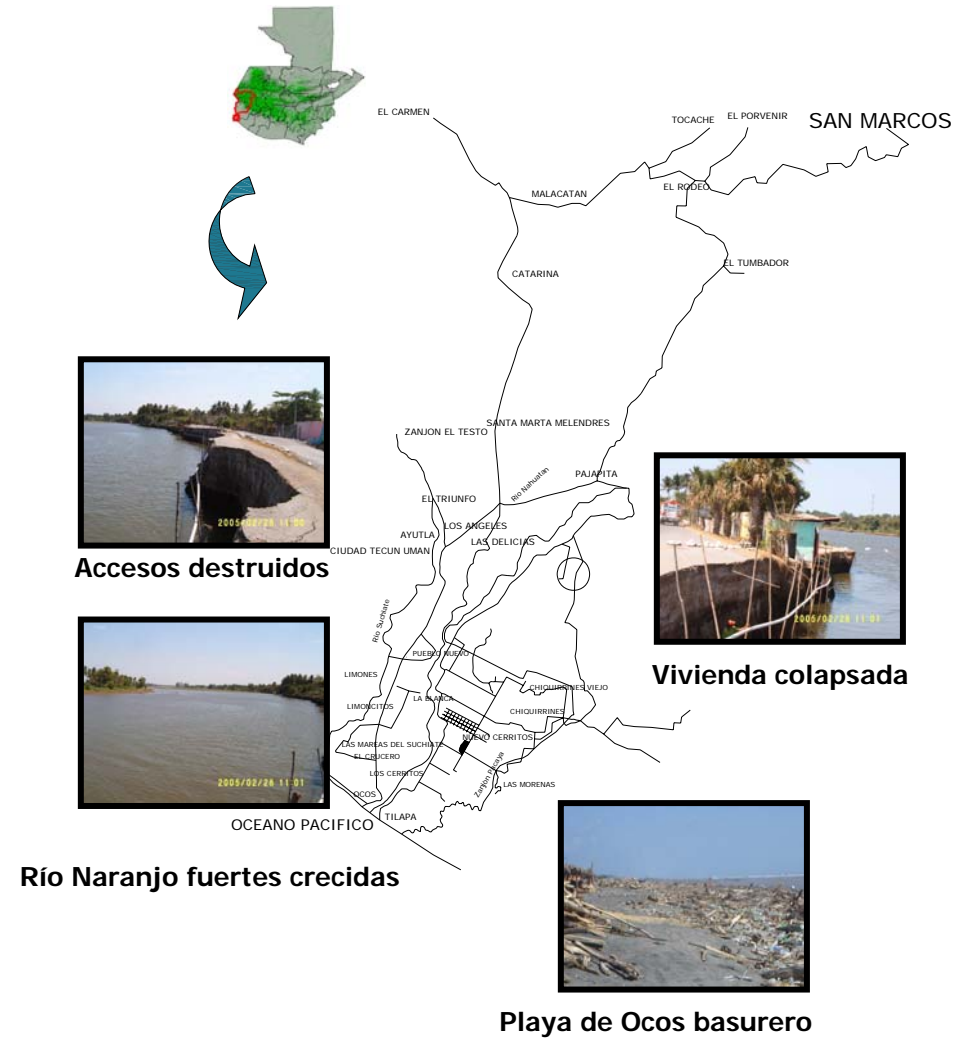 EL CARMEN
TOCACHE
EL PORVENIR
SAN MARCOS
MALACATAN
EL RODEO
EL TUMBADOR
CATARINA
SANTA MARTA MELENDRES
ZANJON EL TESTO
Rio Nahuatan
PAJAPITA
EL TRIUNFO
LOS ANGELES
AYUTLA
LAS DELICIAS
CIUDAD TECUN UMAN
2005/02/28 11:00
Accesos destruidos
2005/02/28 11:01
Vivienda colapsada
Rio Suchiate
PUEBLO NUEVO
LIMONES
CHIQUIRRINES VIEJO
LA BLANCA
LIMONCITOS
CHIQUIRRINES
NUEVO CERRITOS
LAS MAREAS DEL SUCHIATE
EL CRUCERO
LOS CERRITOS
Zanjón Pacaya
LAS MORENAS
2005/02/28 11:01
OCOS
TILAPA
OCEANO PACIFICO
Río Naranjo fuertes crecidas
Playa de Ocos basurero